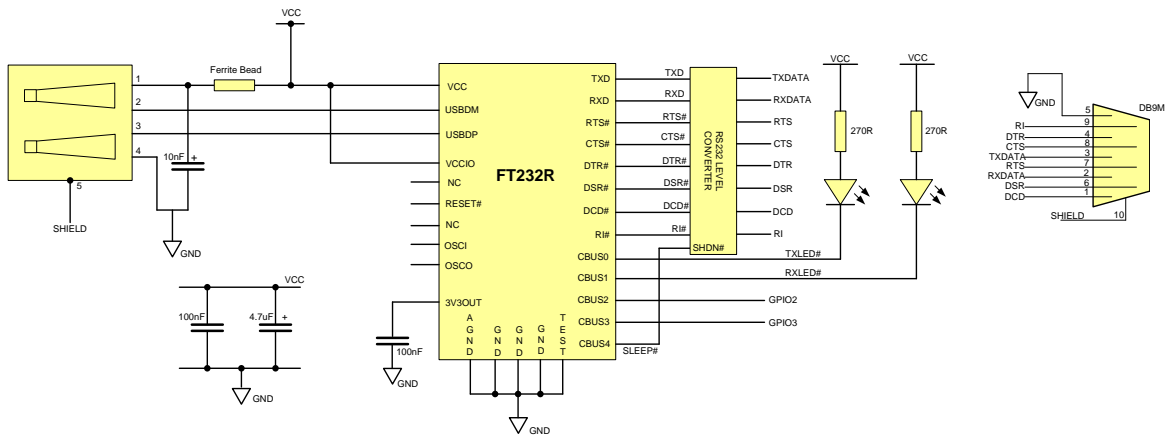 VCC
Ferrite Bead
1
2
3
4
5
10nF +
SHIELD
GND
VCC
100nF
4.7uF +
GND
FT232R
VCC
USBDM
USBDP
VCCIO
NC
RESET#
NC
OSCI
OSCO
3V3OUT
100nF
GND
AGND
GND
GND
GND
TEST
GND
TXD
RXD
RTS#
CTS#
DTR#
DSR#
DCD#
RI#
CBUS0
CBUS1
CBUS2
CBUS3
CBUS4
TXD
RXD
RTS#
CTS#
DTR#
DSR#
DCD#
RI#
SLEEP#
RS232 LEVEL
CONVERTER
SHDN#
TXDATA
RXDATA
RTS
CTS
DTR
DSR
DCD
RI
TXLED#
RXLED#
GPIO2
GPIO3
VCC
270R
VCC
270R
GND
DB9M
5
RI 9
DTR 4
CTS 8
TXDATA 3
RTS 7
RXDATA 2
DSR 6
DCD 1
SHIELD 10